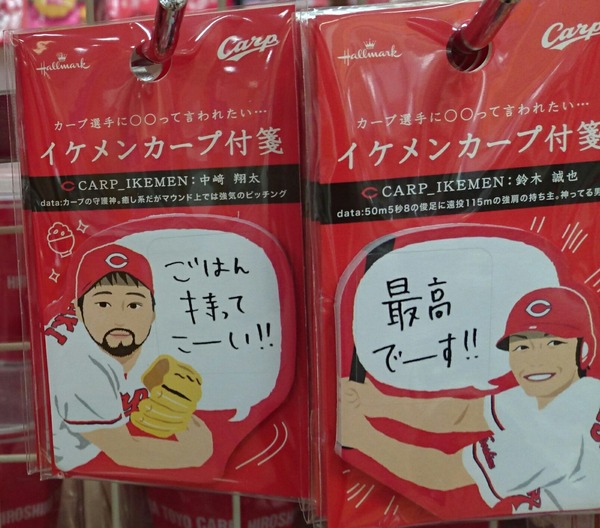 Hallmark
Carp
カープ選手に〇〇って言われたい…
イケメンカープ付箋
C CARP_IKEMEN：中﨑 翔太
data:カープの守護神。癒し系だがマウンド上では強気のピッチング
ごはん
持って
こーい!!
Hallmark
Carp
カープ選手に〇〇って言われたい…
イケメンカープ付箋
C CARP_IKEMEN：鈴木 誠也
data:50m5秒8の俊足に遠投115mの強肩の持ち主。神ってる男
最高
でーす!!